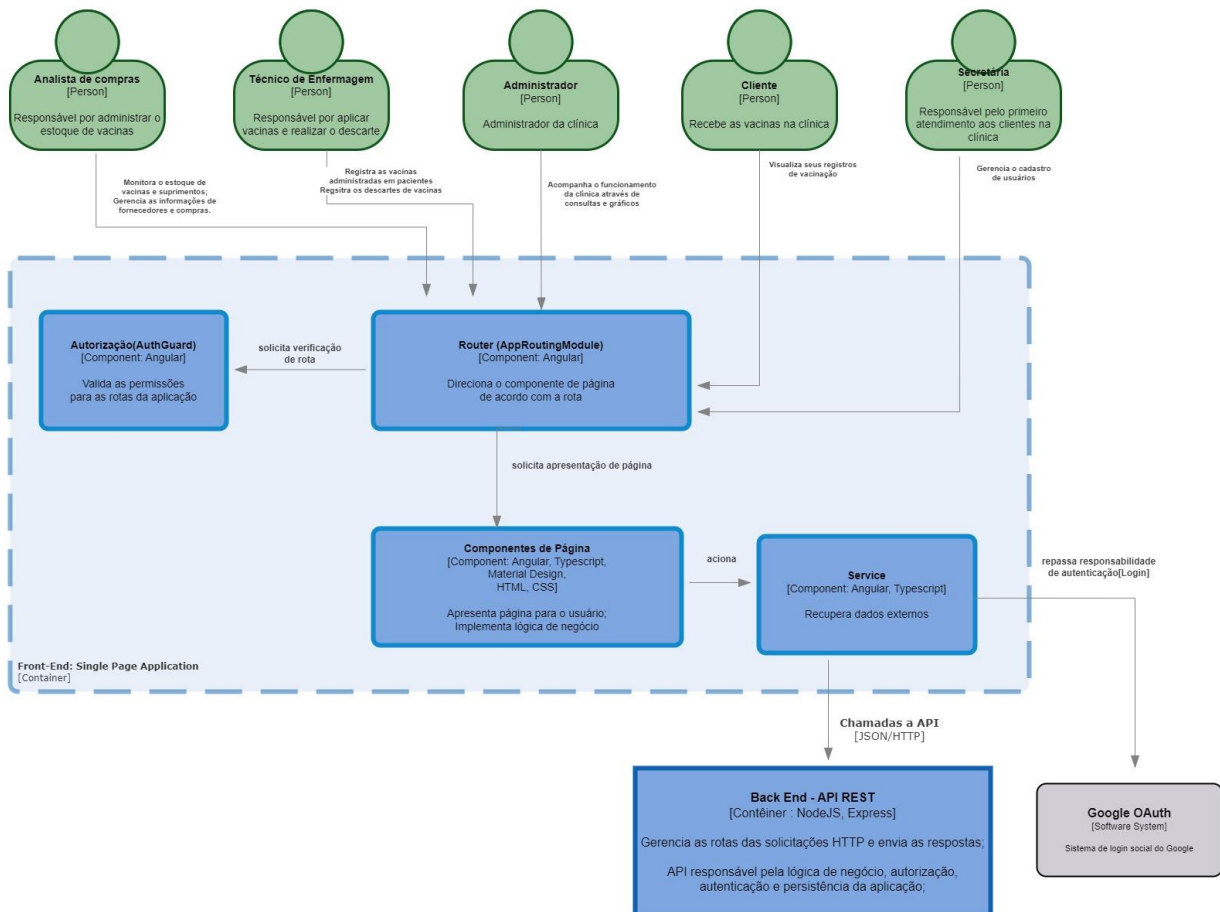 Analista de compras
[Person]
Responsável por administrar o
estoque de vacinas
Técnico de Enfermagem
[Person]
Responsável por aplicar
vacinas e realizar o descarte
Administrador
[Person]
Administrador da clínica
Cliente
[Person]
Recebe as vacinas na clínica
Secretária
[Person]
Responsável pelo primeiro
atendimento aos clientes na
clínica
Monitora o estoque de
vacinas e suprimentos;
Gerencia as informações de
fornecedores e compras.
Registra as vacinas
administradas em pacientes
Regsitra os descartes de vacinas
Acompanha o funcionamento
da clínica através de
consultas e gráficos
Visualiza seus registros
de vacinação
Gerencia o cadastro
de usuários
Autorização(AuthGuard)
[Component: Angular]
Valida as permissões
para as rotas da aplicação
solicita verificação
de rota
Router (AppRoutingModule)
[Component: Angular]
Direciona o componente de página
de acordo com a rota
solicita apresentação de página
Componentes de Página
[Component: Angular, Typescript,
Material Design,
HTML, CSS]
Apresenta página para o usuário;
Implementa lógica de negócio
aciona
Service
[Component: Angular, Typescript]
Recupera dados externos
repassa responsabilidade
de autenticação[Login]
Front-End: Single Page Application
[Container]
Chamadas a API
[JSON/HTTP]
Back End - API REST
[Contêiner : NodeJS, Express]
Gerencia as rotas das solicitações HTTP e envia as respostas;
API responsável pela lógica de negócio, autorização,
autenticação e persistência da aplicação;
Google OAuth
[Software System]
Sistema de login social do Google